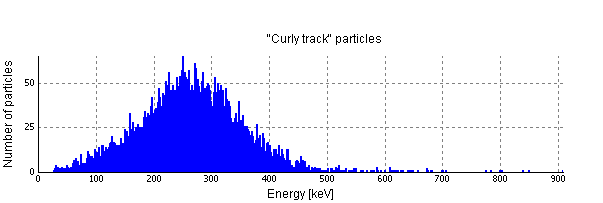 "Curly track" particles
Number of particles
50
25
0
0 100 200 300 400 500 600 700 800 900
Energy [keV]